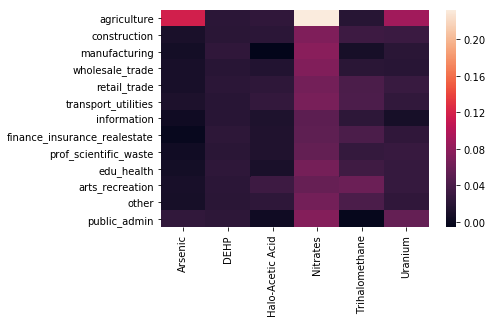 agriculture
construction
manufacturing
wholesale_trade
retail_trade
transport_utilities
information
finance_insurance_realestate
prof_scientific_waste
edu_health
arts_recreation
other
public_admin
Arsenic
DEHP
Halo-Acetic Acid
Nitrates
Trihalomethane
Uranium
0.20
0.16
0.12
0.08
0.04
0.00